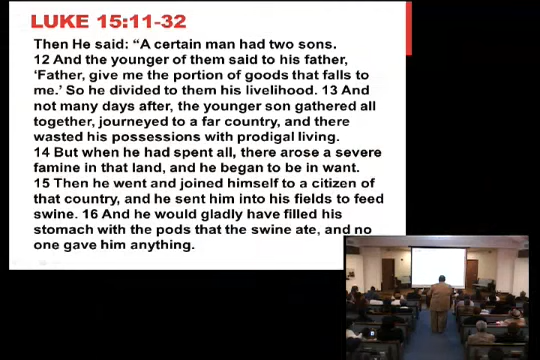 LUKE 15:11-32
Then He said: “A certain man had two sons.
12 And the younger of them said to his father,
‘Father, give me the portion of goods that falls to
me.’ So he divided to them his livelihood. 13 And
not many days after, the younger son gathered all
together, journeyed to a far country, and there
wasted his possessions with prodigal living.
14 But when he had spent all, there arose a severe
famine in that land, and he began to be in want.
15 Then he went and joined himself to a citizen of
that country, and he sent him into his fields to feed
swine. 16 And he would gladly have filled his
stomach with the pods that the swine ate, and no
one gave him anything.